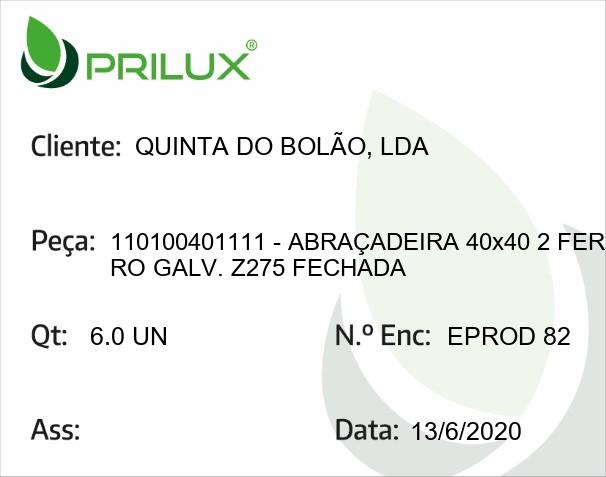 PRILUX®
Cliente: QUINTA DO BOLÃO, LDA
Peça: 110100401111 - ABRAÇADEIRA 40x40 2 FER
RO GALV. Z275 FECHADA
Qt: 6.0 UN N.º Enc: EPROD 82
Ass: Data: 13/6/2020